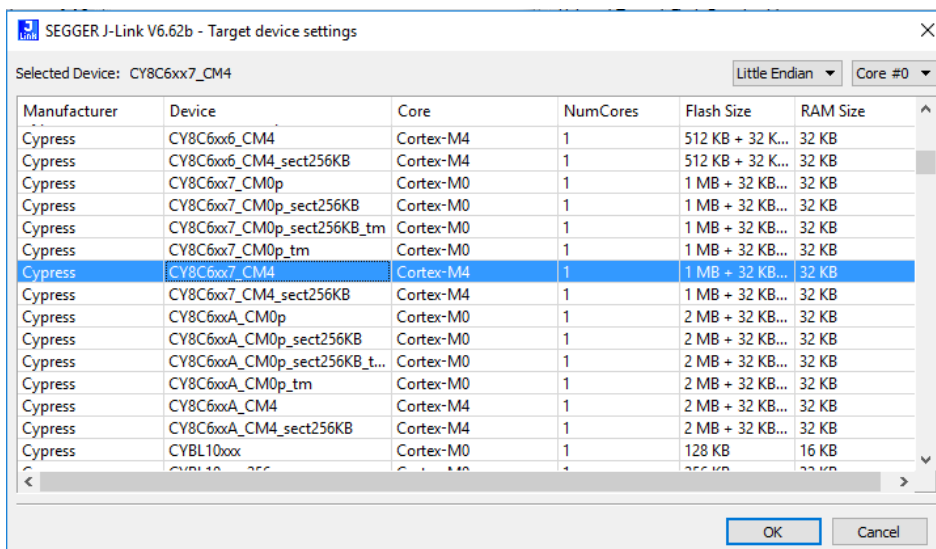 SEGGER J-Link V6.62b - Target device settings
Selected Device: CY8C6xx7_CM4 Little Endian Core #0
Manufacturer Device Core NumCores Flash Size RAM Size
Cypress CY8C6xx6_CM4 Cortex-M4 1 512 KB + 32 K... 32 KB
Cypress CY8C6xx6_CM4_sect256KB Cortex-M4 1 512 KB + 32 K... 32 KB
Cypress CY8C6xx7_CM0p Cortex-M0 1 1 MB + 32 KB... 32 KB
Cypress CY8C6xx7_CM0p_sect256KB Cortex-M0 1 1 MB + 32 KB... 32 KB
Cypress CY8C6xx7_CM0p_sect256KB_tm Cortex-M0 1 1 MB + 32 KB... 32 KB
Cypress CY8C6xx7_CM0p_tm Cortex-M0 1 1 MB + 32 KB... 32 KB
Cypress CY8C6xx7_CM4 Cortex-M4 1 1 MB + 32 KB... 32 KB
Cypress CY8C6xx7_CM4_sect256KB Cortex-M4 1 1 MB + 32 KB... 32 KB
Cypress CY8C6xxA_CM0p Cortex-M0 1 2 MB + 32 KB... 32 KB
Cypress CY8C6xxA_CM0p_sect256KB Cortex-M0 1 2 MB + 32 KB... 32 KB
Cypress CY8C6xxA_CM0p_sect256KB_t... Cortex-M0 1 2 MB + 32 KB... 32 KB
Cypress CY8C6xxA_CM0p_tm Cortex-M0 1 2 MB + 32 KB... 32 KB
Cypress CY8C6xxA_CM4 Cortex-M4 1 2 MB + 32 KB... 32 KB
Cypress CY8C6xxA_CM4_sect256KB Cortex-M4 1 2 MB + 32 KB... 32 KB
Cypress CYBL10xxx Cortex-M0 1 128 KB 16 KB
OK Cancel